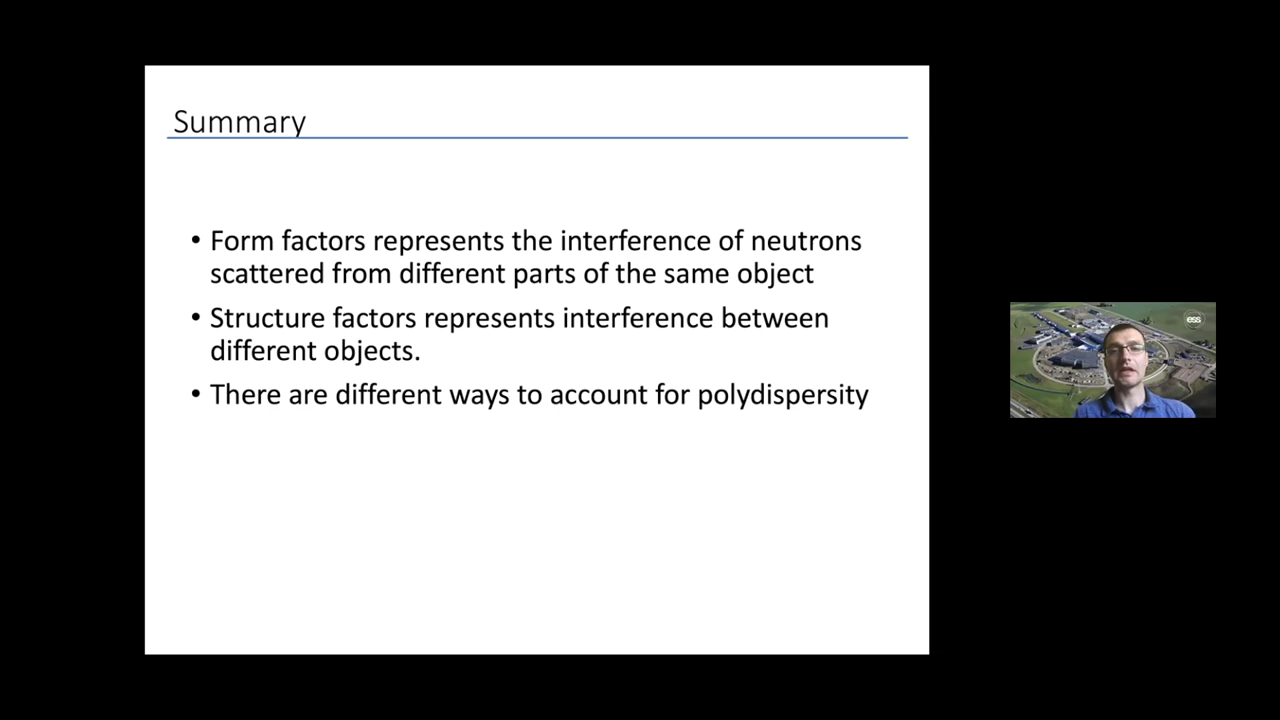 Summary
• Form factors represents the interference of neutrons
scattered from different parts of the same object
• Structure factors represents interference between
different objects.
• There are different ways to account for polydispersity
ess